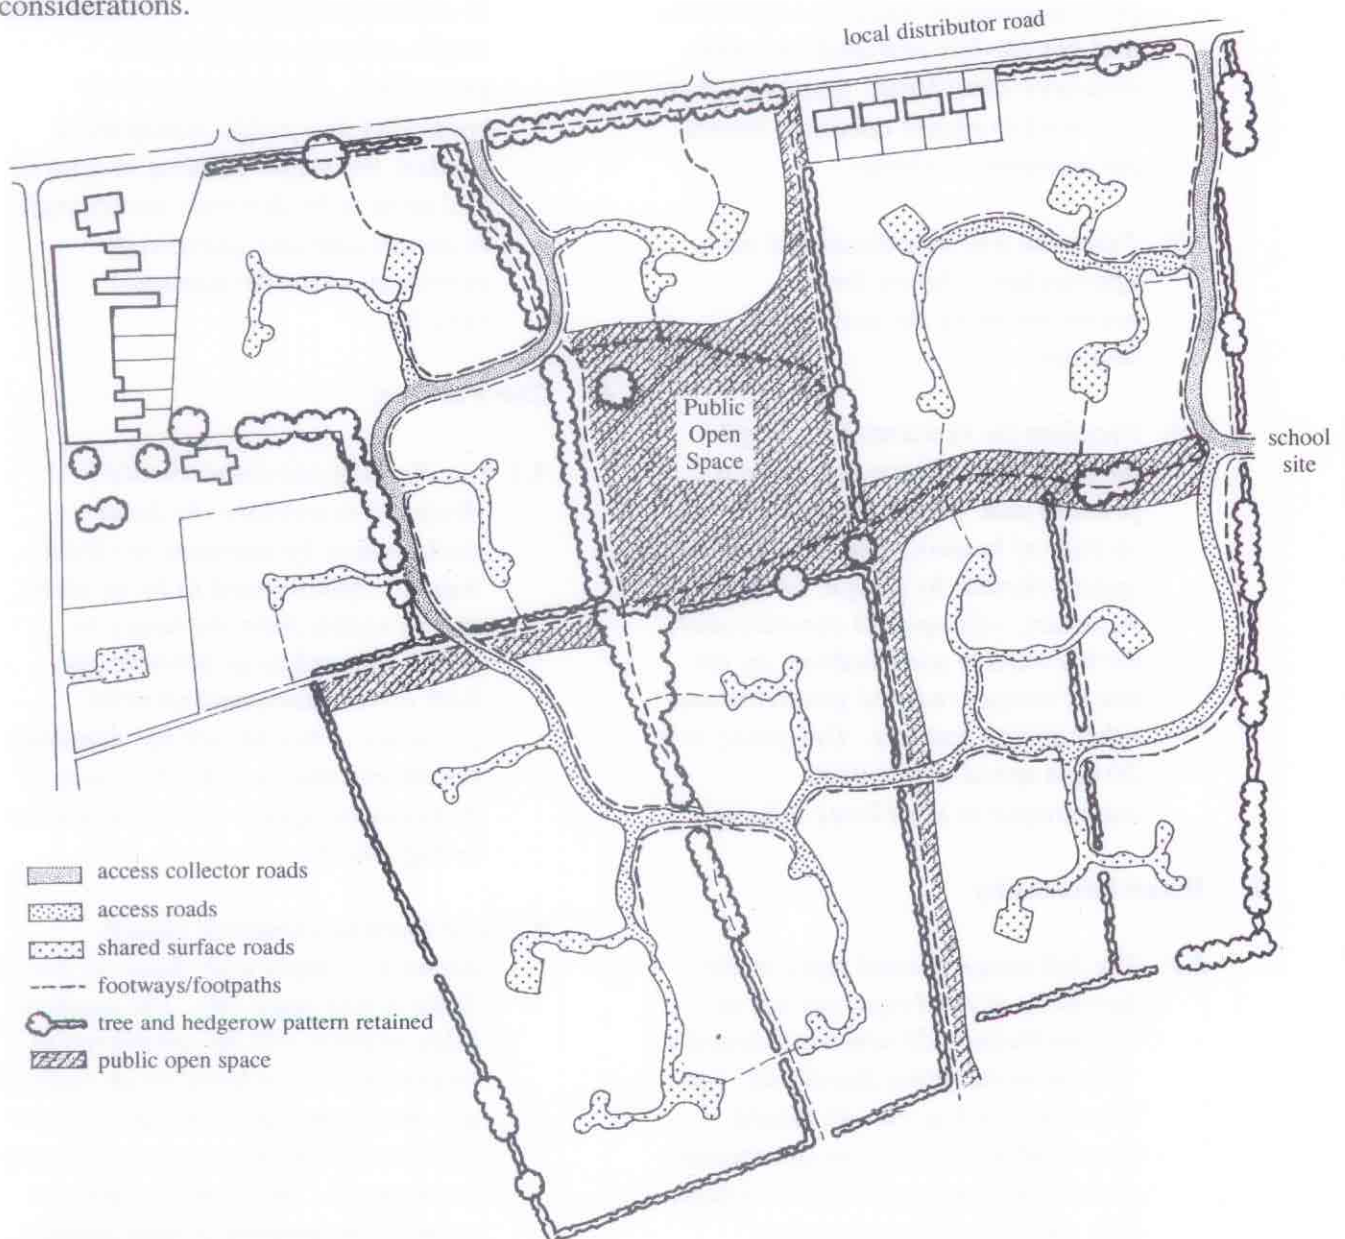 considerations.
local distributor road
Public
Open
Space
school
site
access collector roads
access roads
shared surface roads
footways/footpaths
tree and hedgerow pattern retained
public open space